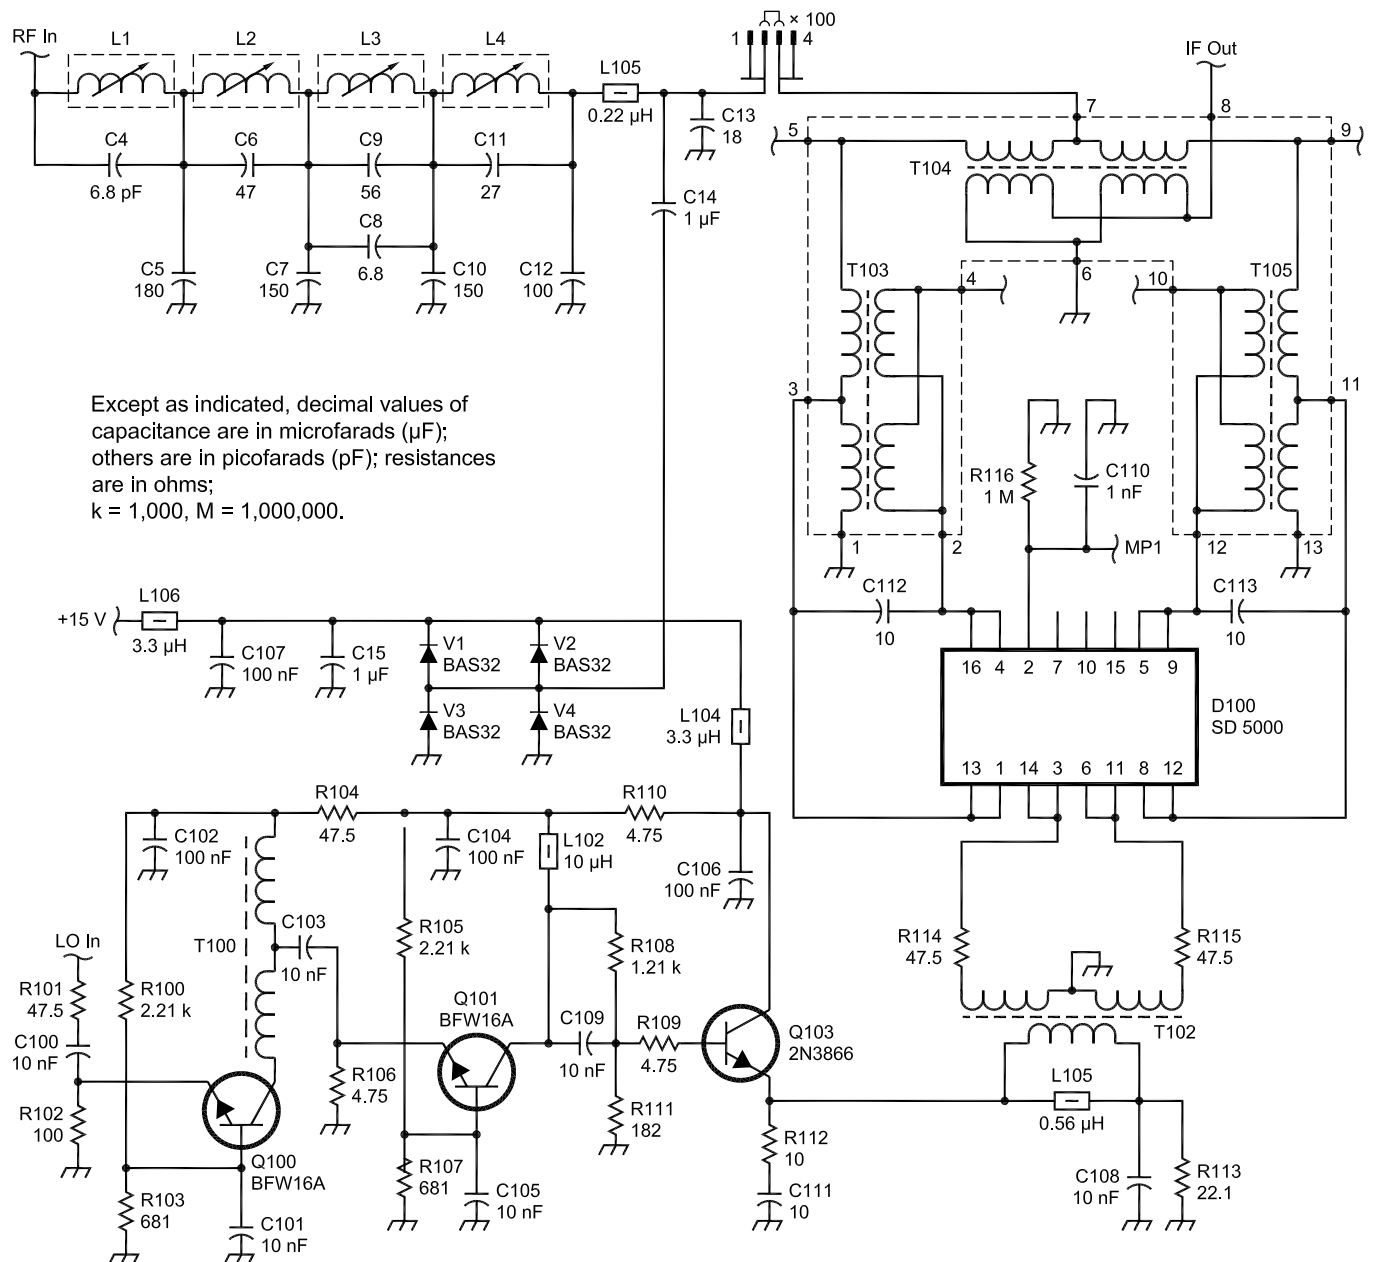 RF In
L1
L2
L3
L4
1
4
× 100
L105
0.22 µH
IF Out
C13
18
7
8
5
9
C4
6.8 pF
C6
47
C9
56
C11
27
T104
C14
1 µF
C8
6.8
C5
180
C7
150
C10
150
C12
100
T103
4
6
10
T105
3
11
Except as indicated, decimal values of
capacitance are in microfarads (µF);
others are in picofarads (pF); resistances
are in ohms;
k = 1,000, M = 1,000,000.
R116
1 M
C110
1 nF
1
2
MP1
12
13
C112
10
C113
10
+15 V
L106
3.3 µH
C107
100 nF
C15
1 µF
V1
BAS32
V2
BAS32
V3
BAS32
V4
BAS32
L104
3.3 µH
16 4 2 7 10 15 5 9
D100
SD 5000
13 1 14 3 6 11 8 12
R104
47.5
R110
4.75
C102
100 nF
C104
100 nF
L102
10 µH
C106
100 nF
T100
C103
10 nF
R105
2.21 k
R108
1.21 k
R114
47.5
R115
47.5
LO In
R101
47.5
R100
2.21 k
C100
10 nF
Q101
BFW16A
C109
10 nF
R109
4.75
Q103
2N3866
T102
R102
100
R106
4.75
R111
182
L105
0.56 µH
Q100
BFW16A
R103
681
C101
10 nF
R107
681
C105
10 nF
R112
10
C111
10
C108
10 nF
R113
22.1